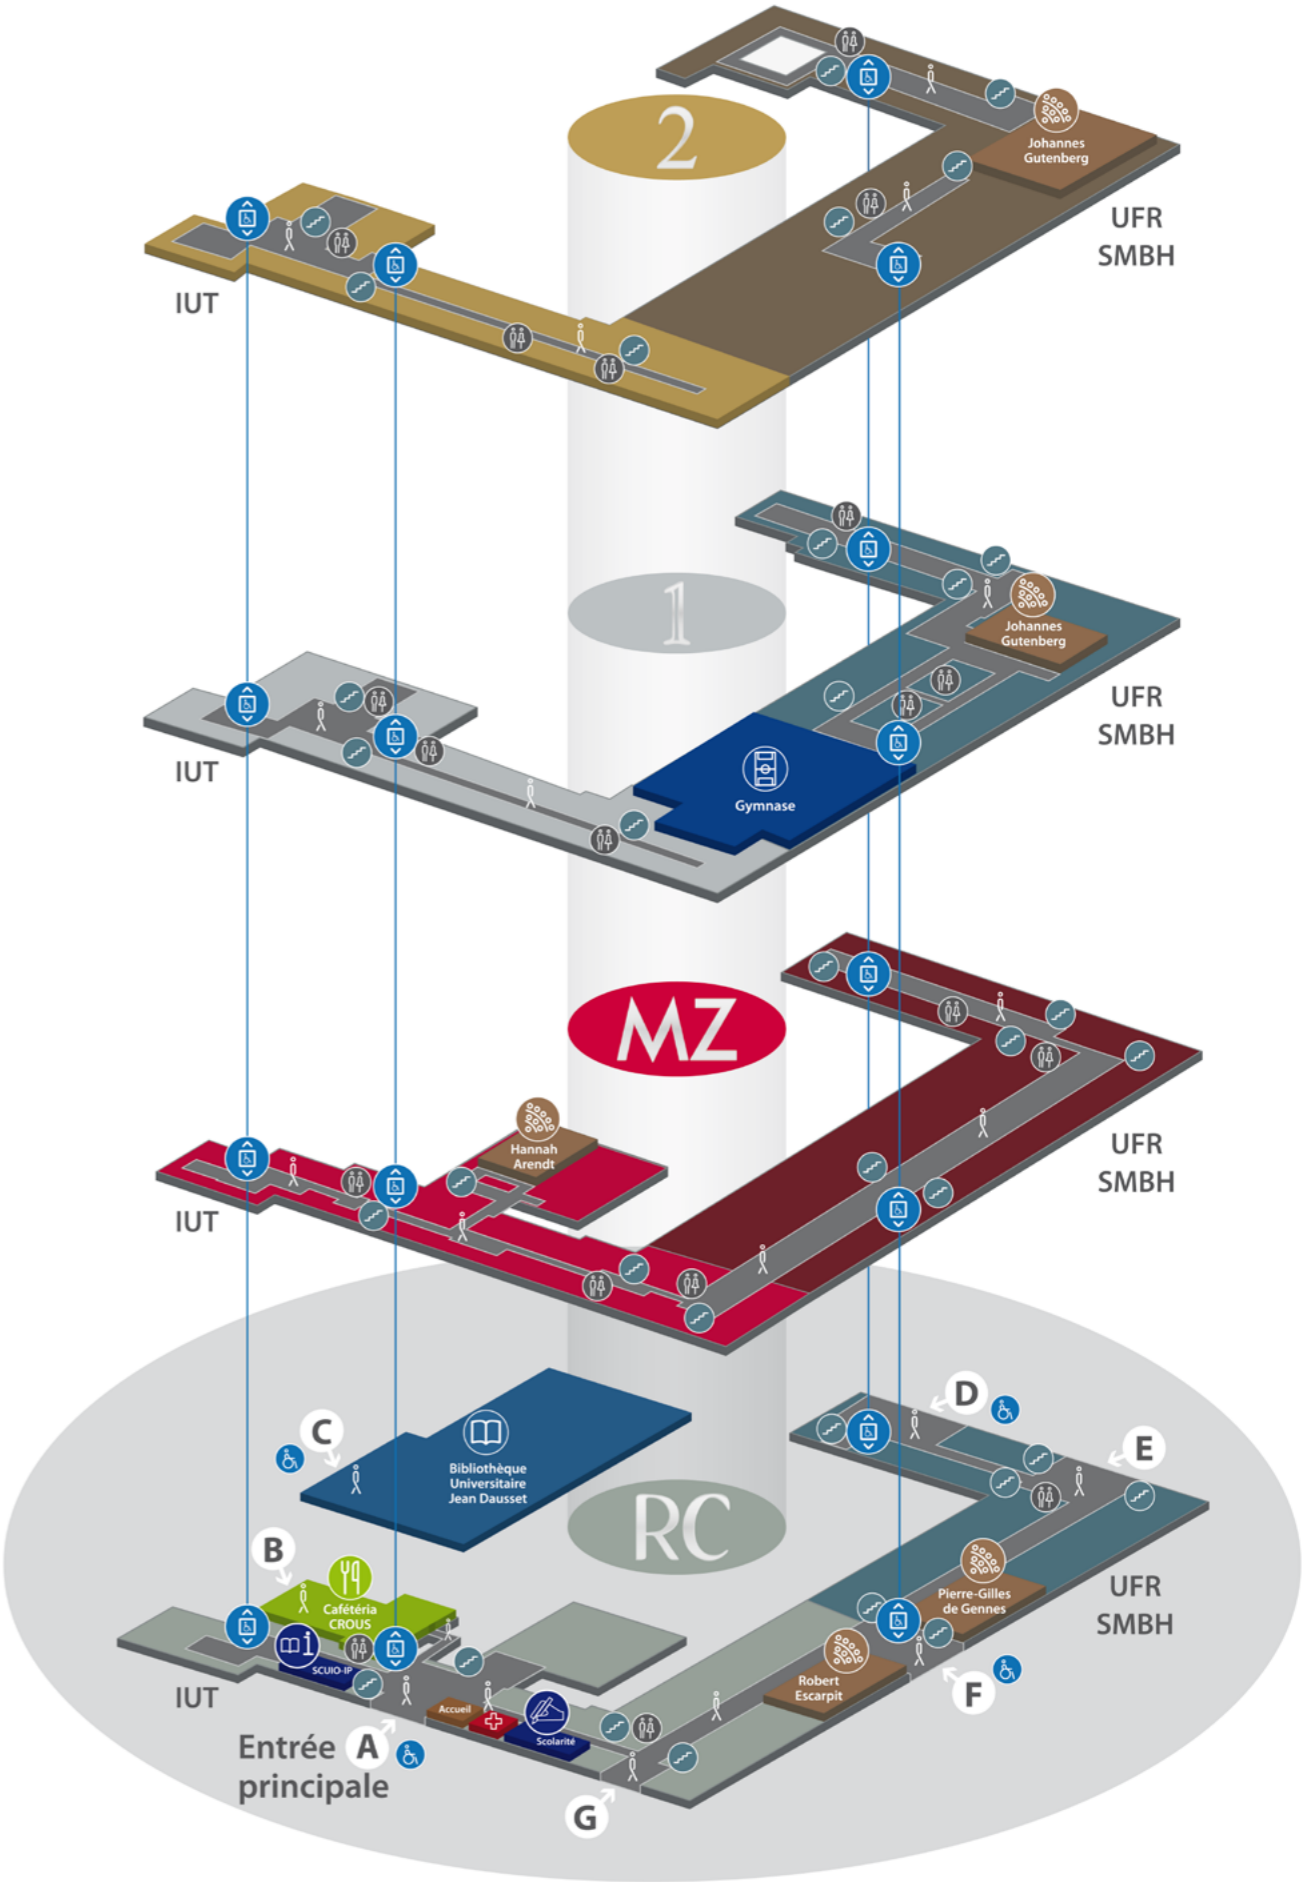 2
Johannes
Gutenberg
UFR
SMBH
IUT
1
Johannes
Gutenberg
UFR
SMBH
IUT
Gymnase
MZ
Hannah
Arendt
UFR
SMBH
IUT
D
C
E
Bibliothèque
Universitaire
Jean Dausset
RC
B
Cafétéria
CROUS
Pierre-Gilles
de Gennes
UFR
SMBH
i
SCUIO-IP
Robert
Escarpit
F
IUT
Accueil
Scolarité
Entrée
principale
A
G